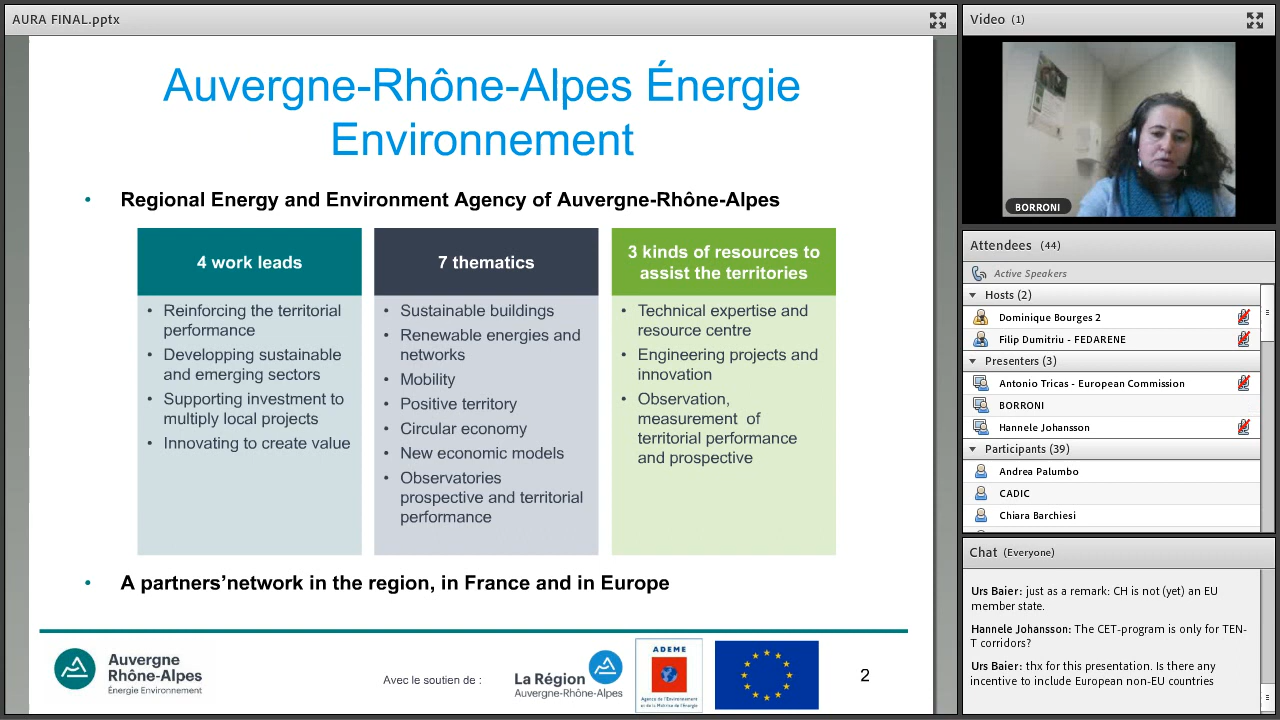 AURA FINAL.pptx
Auvergne-Rhône-Alpes Énergie
Environnement
• Regional Energy and Environment Agency of Auvergne-Rhône-Alpes
4 work leads
• Reinforcing the territorial
performance
• Developping sustainable
and emerging sectors
• Supporting investment to
multiply local projects
• Innovating to create value
7 thematics
• Sustainable buildings
• Renewable energies and
networks
• Mobility
• Positive territory
• Circular economy
• New economic models
• Observatories
prospective and territorial
performance
3 kinds of resources to
assist the territories
• Technical expertise and
resource centre
• Engineering projects and
innovation
• Observation,
measurement of
territorial performance
and prospective
• A partners'network in the region, in France and in Europe
Auvergne
Rhône-Alpes
Énergie Environnement
Avec le soutien de :
La Région
Auvergne-Rhône-Alpes
ADEME
Agence de l'Environnement
et de la Maîtrise de l'Energie
2
Video (1)
BORRONI
Attendees (44)
Active Speakers
Hosts (2)
Dominique Bourges 2
Filip Dumitriu - FEDARENE
Presenters (3)
Antonio Tricas - European Commission
BORRONI
Hannele Johansson
Participants (39)
Andrea Palumbo
CADIC
Chiara Barchiesi
Chat (Everyone)
Urs Baier: just as a remark: CH is not (yet) an EU
member state.
Hannele Johansson: The CET-program is only for TEN-
T corridors?
Urs Baier: thx for this presentation. Is there any
incentive to include European non-EU countries